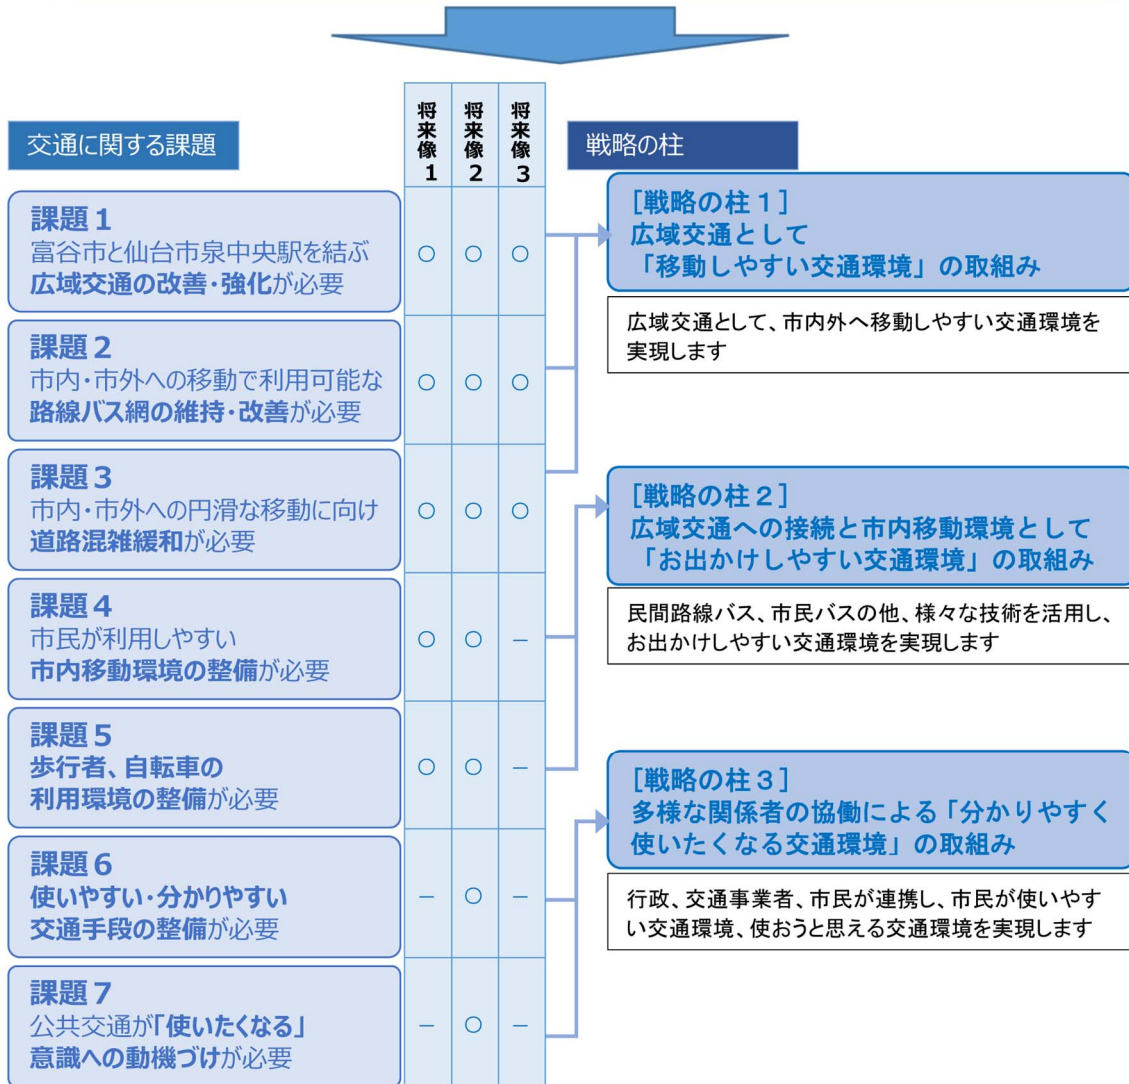 交通に関する課題
将来像1
将来像2
将来像3
戦略の柱
課題1
富谷市と仙台市泉中央駅を結ぶ
広域交通の改善・強化が必要
○ ○ ○
課題2
市内・市外への移動で利用可能な
路線バス網の維持・改善が必要
○ ○ ○
課題3
市内・市外への円滑な移動に向け
道路混雑緩和が必要
○ ○ ○
課題4
市民が利用しやすい
市内移動環境の整備が必要
○ ○ −
課題5
歩行者、自転車の
利用環境の整備が必要
○ ○ −
課題6
使いやすい・分かりやすい
交通手段の整備が必要
− ○ −
課題7
公共交通が「使いたくなる」
意識への動機づけが必要
− ○ −
[戦略の柱1]
広域交通として
「移動しやすい交通環境」の取組み
広域交通として、市内外へ移動しやすい交通環境を
実現します
[戦略の柱2]
広域交通への接続と市内移動環境として
「お出かけしやすい交通環境」の取組み
民間路線バス、市民バスの他、様々な技術を活用し、
お出かけしやすい交通環境を実現します
[戦略の柱3]
多様な関係者の協働による「分かりやすく
使いたくなる交通環境」の取組み
行政、交通事業者、市民が連携し、市民が使いやす
い交通環境、使おうと思える交通環境を実現します